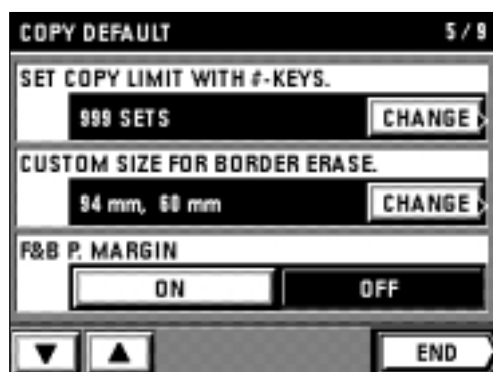 COPY DEFAULT 5/9
SET COPY LIMIT WITH #-KEYS.
999 SETS CHANGE
CUSTOM SIZE FOR BORDER ERASE.
94 mm, 60 mm CHANGE
F&B P. MARGIN
ON OFF
END